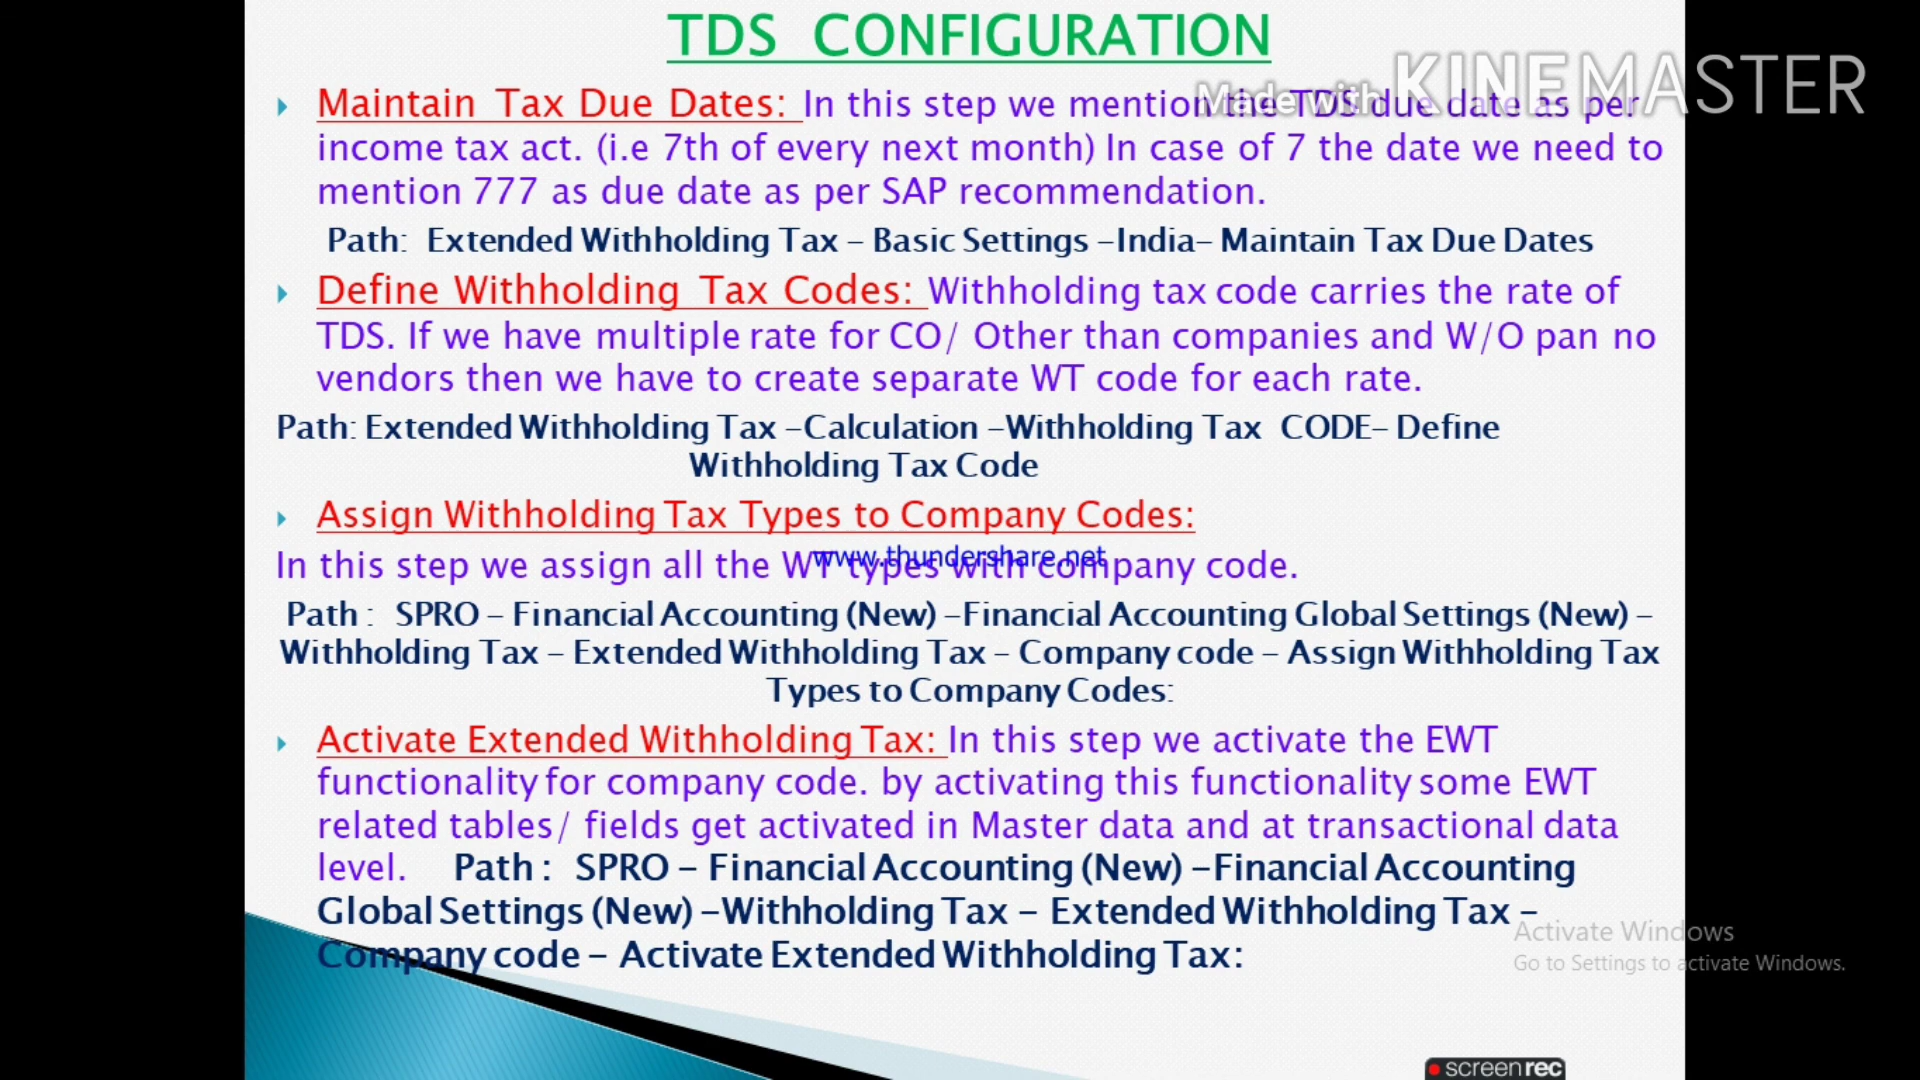 TDS CONFIGURATION
Made with KINEMASTER
Maintain Tax Due Dates: In this step we mention the TDS due date as per
income tax act. (i.e 7th of every next month) In case of 7 the date we need to
mention 777 as due date as per SAP recommendation.
Path: Extended Withholding Tax – Basic Settings –India– Maintain Tax Due Dates
Define Withholding Tax Codes: Withholding tax code carries the rate of
TDS. If we have multiple rate for CO/ Other than companies and W/O pan no
vendors then we have to create separate WT code for each rate.
Path: Extended Withholding Tax –Calculation –Withholding Tax CODE– Define
Withholding Tax Code
Assign Withholding Tax Types to Company Codes:
www.thundershare.net
In this step we assign all the WT types with company code.
Path : SPRO – Financial Accounting (New) –Financial Accounting Global Settings (New) –
Withholding Tax – Extended Withholding Tax – Company code – Assign Withholding Tax
Types to Company Codes:
Activate Extended Withholding Tax: In this step we activate the EWT
functionality for company code. by activating this functionality some EWT
related tables/ fields get activated in Master data and at transactional data
level. Path : SPRO – Financial Accounting (New) –Financial Accounting
Global Settings (New) –Withholding Tax – Extended Withholding Tax –
Company code – Activate Extended Withholding Tax:
Activate Windows
Go to Settings to activate Windows.
screenrec